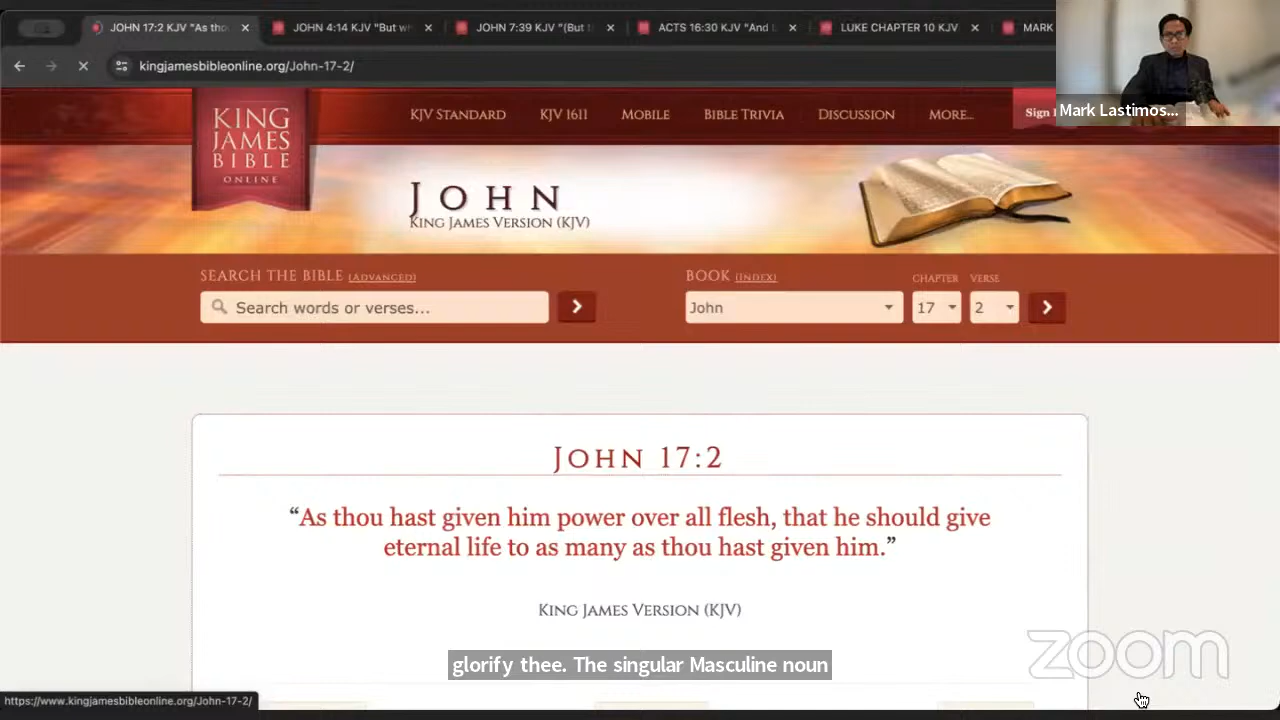 JOHN 17:2 KJV "As thou
JOHN 4:14 KJV "But wh
JOHN 7:39 KJV "(But t
ACTS 16:30 KJV "And
LUKE CHAPTER 10 KJV
MARK
kingjamesbibleonline.org/John-17-2/
Mark Lastimos...
KING
JAMES
BIBLE
ONLINE
KJV Standard
KJV 1611
Mobile
Bible Trivia
Discussion
More...
Sign
John
King James Version (KJV)
Search the Bible (Advanced)
Book (Index)
Chapter
Verse
Search words or verses...
John
17
2
John 17:2
“As thou hast given him power over all flesh, that he should give
eternal life to as many as thou hast given him.”
King James Version (KJV)
glorify thee. The singular Masculine noun
zoom
https://www.kingjamesbibleonline.org/John-17-2/